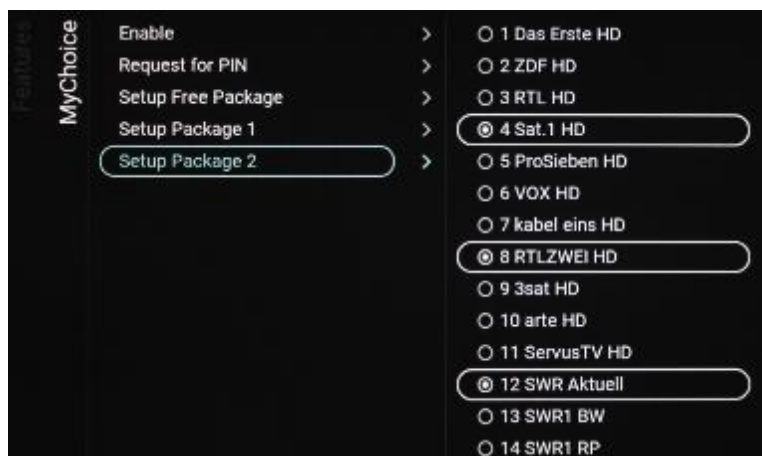 Features
MyChoice
Enable
Request for PIN
Setup Free Package
Setup Package 1
Setup Package 2
1 Das Erste HD
2 ZDF HD
3 RTL HD
4 Sat.1 HD
5 ProSieben HD
6 VOX HD
7 kabel eins HD
8 RTLZWEI HD
9 3sat HD
10 arte HD
11 ServusTV HD
12 SWR Aktuell
13 SWR1 BW
14 SWR1 RP